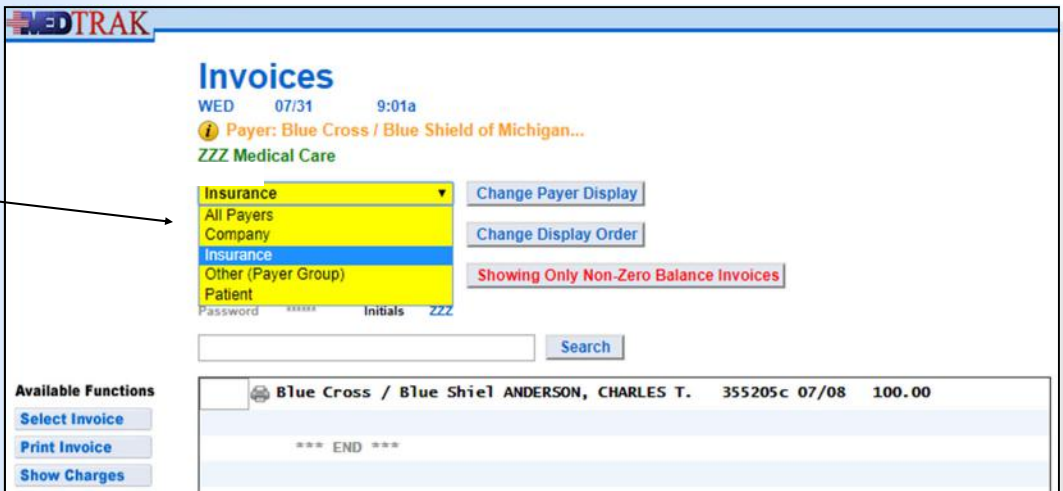 MEDTRAK
Invoices
WED 07/31 9:01a
i Payer: Blue Cross / Blue Shield of Michigan...
ZZZ Medical Care
Insurance ▼ Change Payer Display
All Payers
Company Change Display Order
Insurance
Other (Payer Group) Showing Only Non-Zero Balance Invoices
Patient
Password ****** Initials ZZZ
Search
Available Functions
Blue Cross / Blue Shiel ANDERSON, CHARLES T. 355205c 07/08 100.00
Select Invoice
Print Invoice
*** END ***
Show Charges